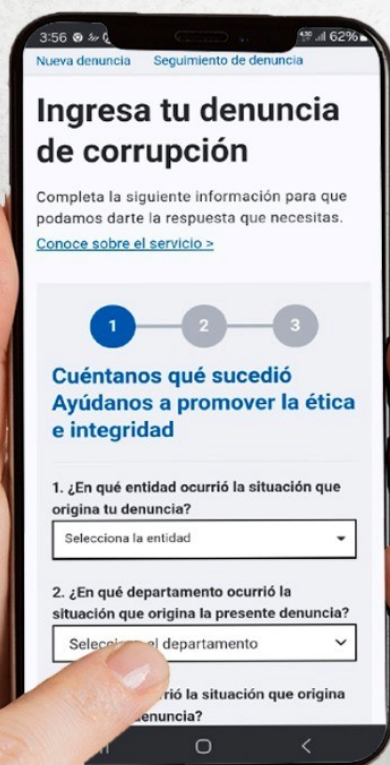 3:56
62%
Nueva denuncia Seguimiento de denuncia
Ingresa tu denuncia
de corrupción
Completa la siguiente información para que
podamos darte la respuesta que necesitas.
Conoce sobre el servicio >
1 2 3
Cuéntanos qué sucedió
Ayúdanos a promover la ética
e integridad
1. ¿En qué entidad ocurrió la situación que
origina tu denuncia?
Selecciona la entidad
2. ¿En qué departamento ocurrió la
situación que origina la presente denuncia?
el departamento
la situación que origina